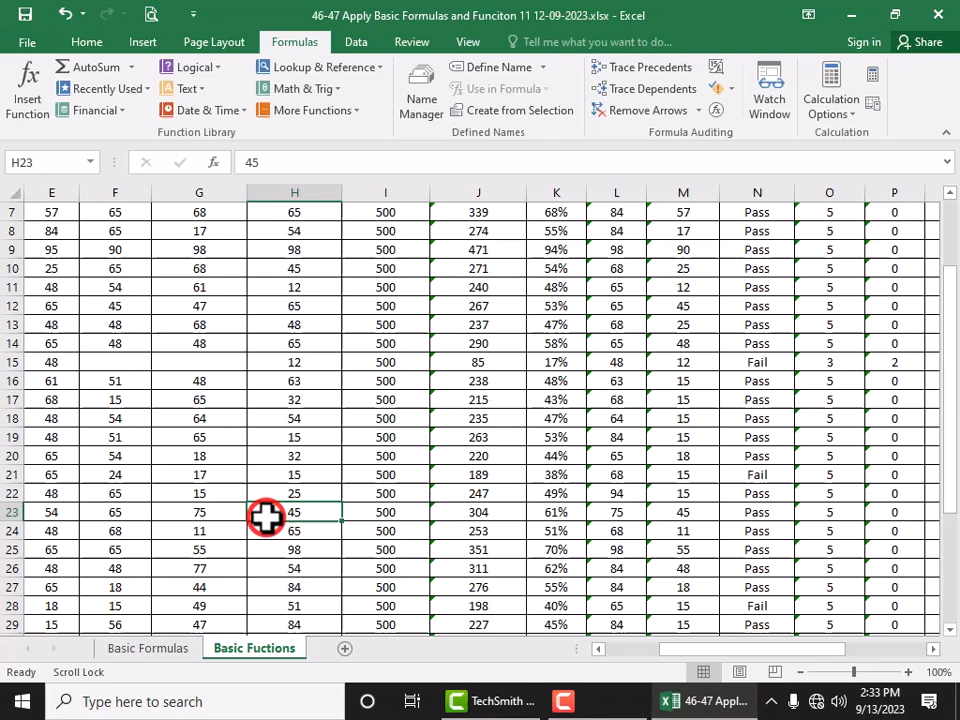 46-47 Apply Basic Formulas and Funciton 11 12-09-2023.xlsx - Excel
File Home Insert Page Layout Formulas Data Review View Tell me what you want to do... Sign in Share
fx Σ AutoSum Logical Lookup & Reference Define Name Trace Precedents
Insert Function Recently Used Text Math & Trig Name Manager Use in Formula Trace Dependents Watch Window Calculation Options
Financial Date & Time More Functions Create from Selection Remove Arrows
Function Library Defined Names Formula Auditing Calculation
H23 fx 45
E F G H I J K L M N O P
7 57 65 68 65 500 339 68% 84 57 Pass 5 0
8 84 65 17 54 500 274 55% 84 17 Pass 5 0
9 95 90 98 98 500 471 94% 98 90 Pass 5 0
10 25 65 68 45 500 271 54% 68 25 Pass 5 0
11 48 54 61 12 500 240 48% 65 12 Pass 5 0
12 65 45 47 65 500 267 53% 65 45 Pass 5 0
13 48 48 68 48 500 237 47% 68 25 Pass 5 0
14 65 48 48 65 500 290 58% 65 48 Pass 5 0
15 48 12 500 85 17% 48 12 Fail 3 2
16 61 51 48 63 500 238 48% 63 15 Pass 5 0
17 68 15 65 32 500 215 43% 68 15 Pass 5 0
18 48 54 64 54 500 235 47% 64 15 Pass 5 0
19 48 51 65 15 500 263 53% 84 15 Pass 5 0
20 65 54 18 32 500 220 44% 65 18 Pass 5 0
21 65 24 17 15 500 189 38% 68 15 Fail 5 0
22 48 65 15 25 500 247 49% 94 15 Pass 5 0
23 54 65 75 45 500 304 61% 75 45 Pass 5 0
24 48 68 11 65 500 253 51% 68 11 Pass 5 0
25 65 65 55 98 500 351 70% 98 55 Pass 5 0
26 48 48 77 54 500 311 62% 84 48 Pass 5 0
27 65 18 44 84 500 276 55% 84 18 Pass 5 0
28 18 15 49 51 500 198 40% 65 15 Fail 5 0
29 15 56 47 84 500 227 45% 84 15 Pass 5 0
Basic Formulas Basic Fuctions
Ready Scroll Lock 100%
Type here to search TechSmith ... 46-47 Appl... 2:33 PM
9/13/2023